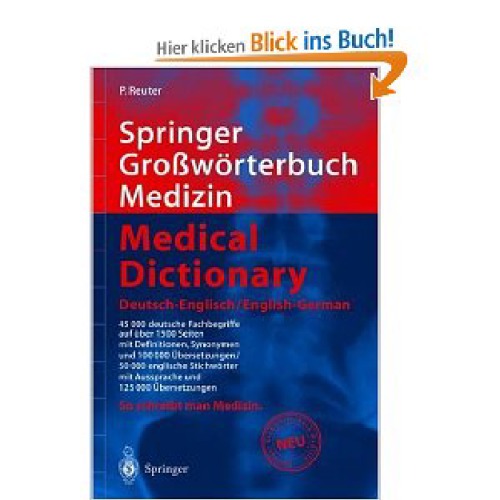 Hier klicken Blick ins Buch!
P. Reuter
Springer
Großwörterbuch
Medizin
Medical
Dictionary
Deutsch-Englisch/English-German
45 000 deutsche Fachbegriffe
auf über 1500 Seiten
mit Definitionen, Synonymen
und 100 000 Übersetzungen/
50 000 englische Stichwörter
mit Aussprache und
125 000 Übersetzungen
So schreibt man Medizin.
NEU
Springer